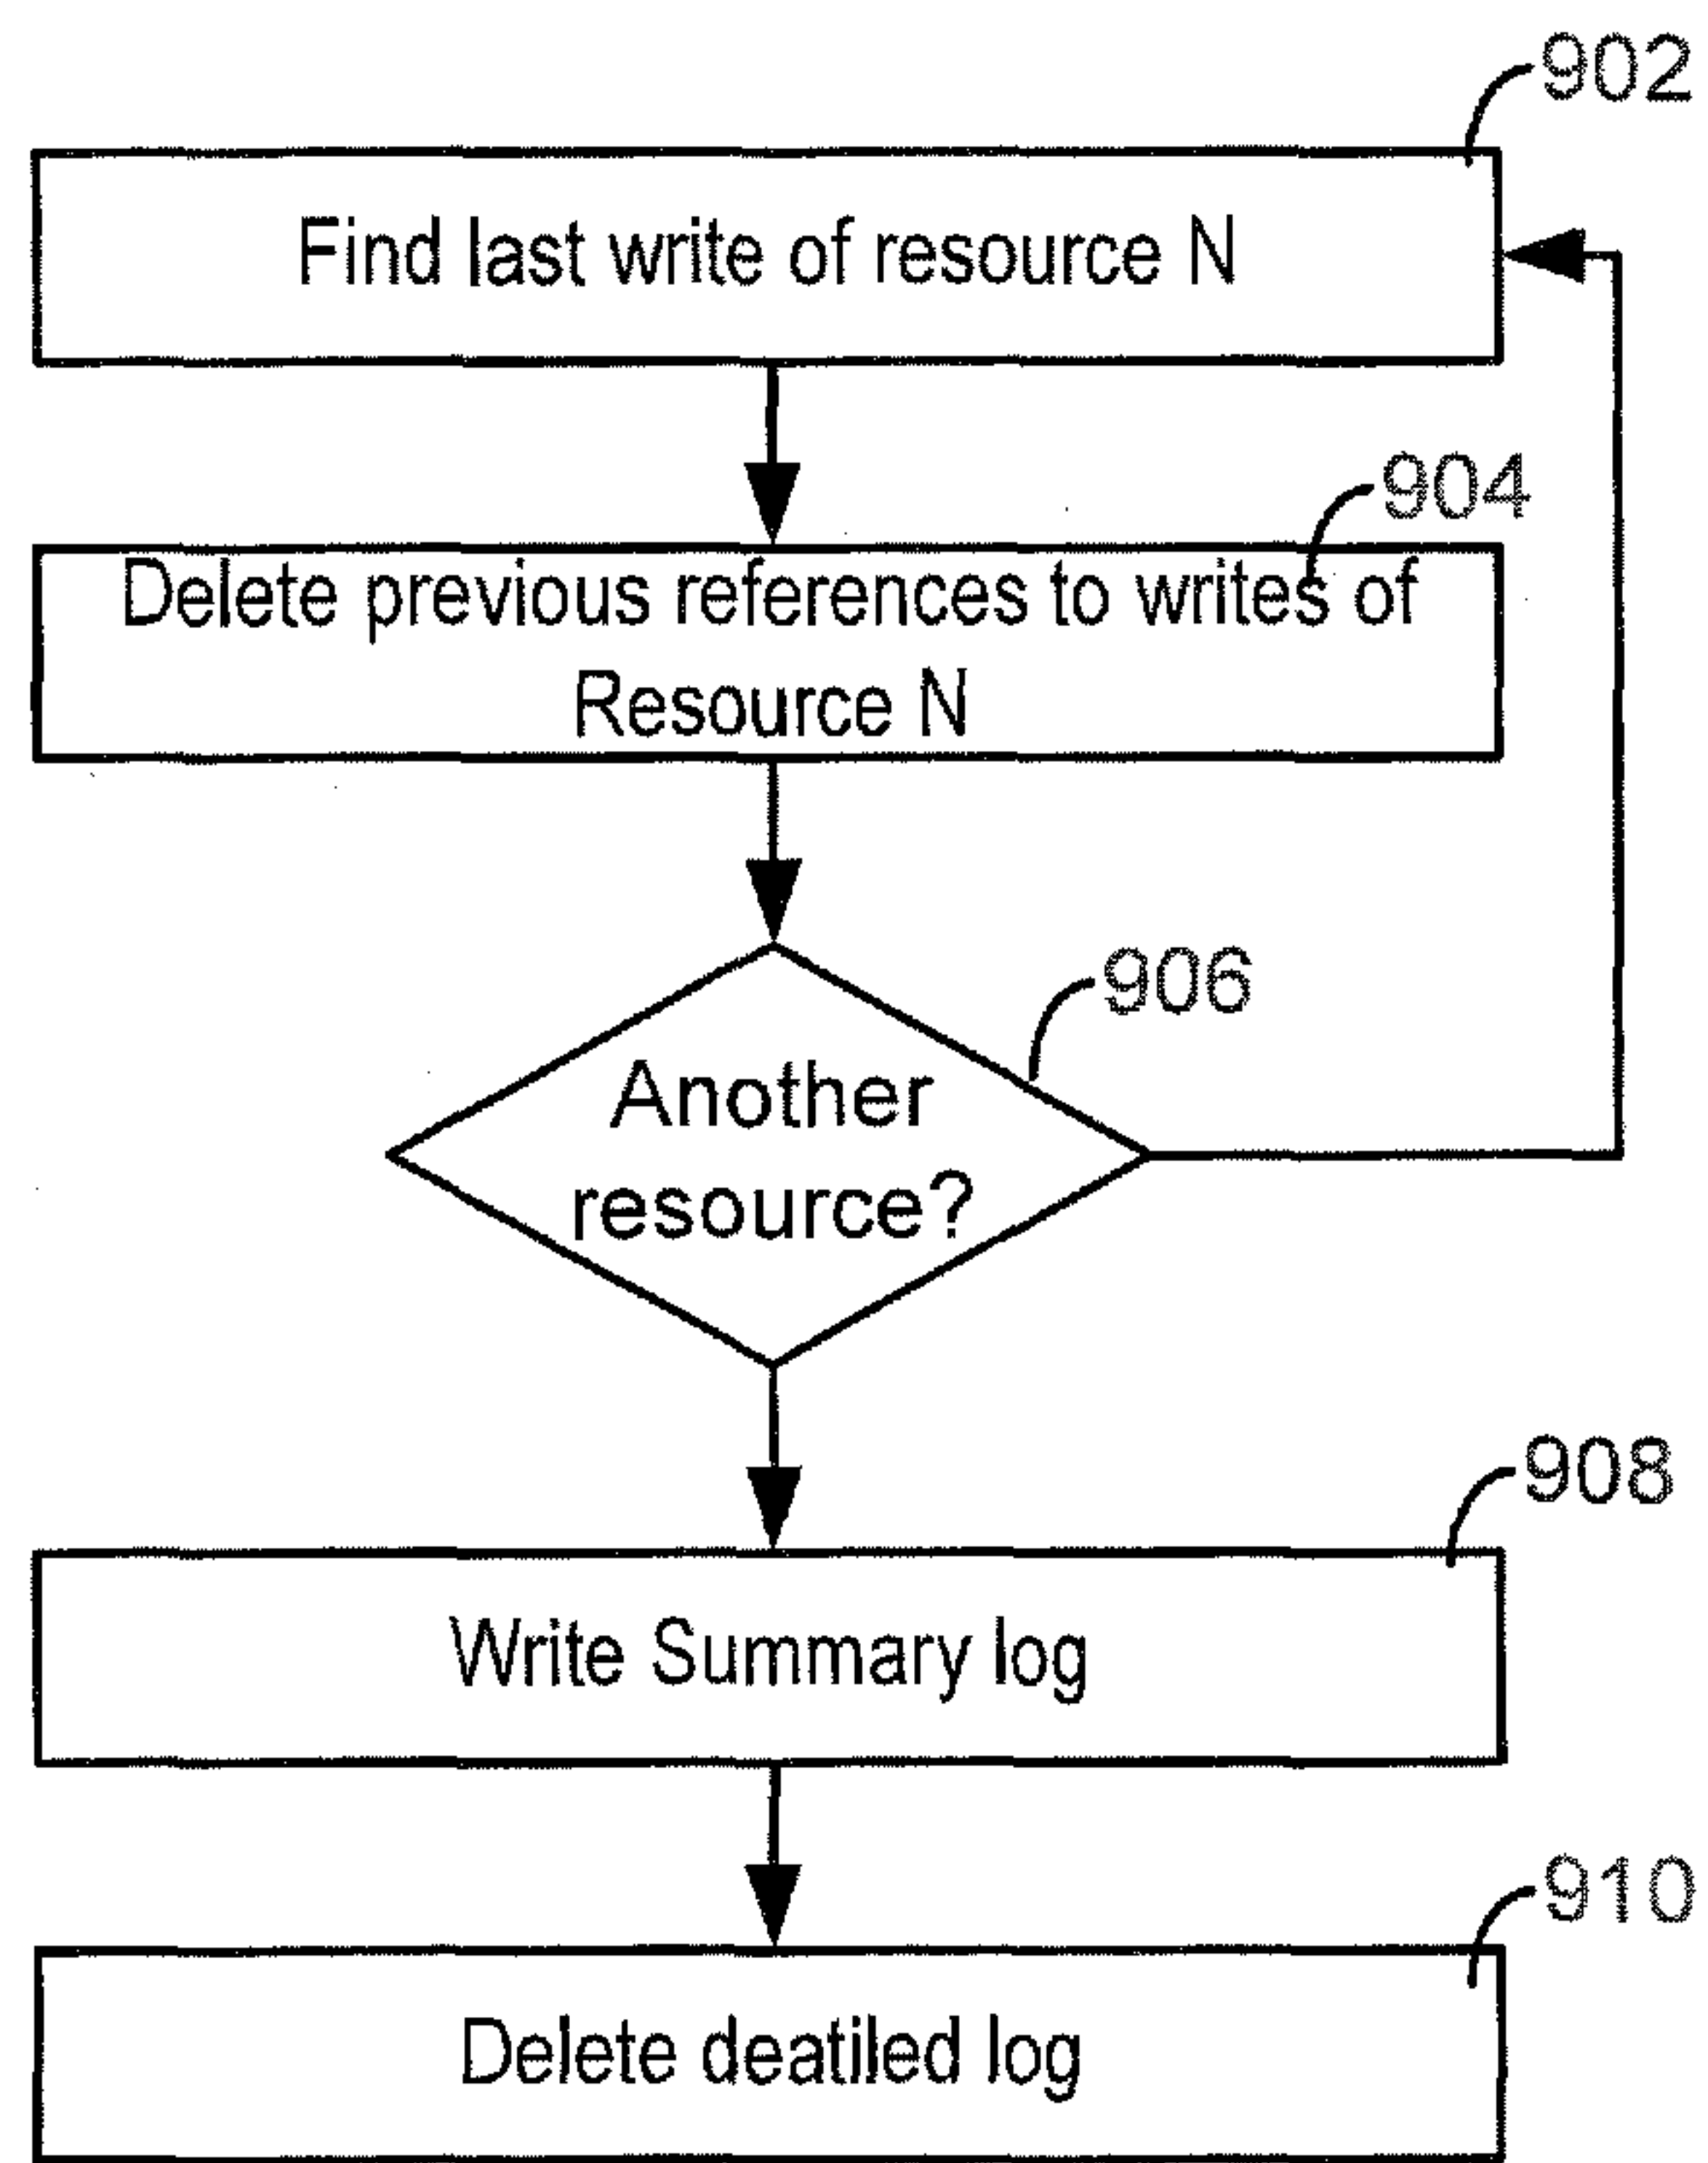 902
Find last write of resource N
904
Delete previous references to writes of
Resource N
906
Another
resource?
908
Write Summary log
910
Delete deatiled log